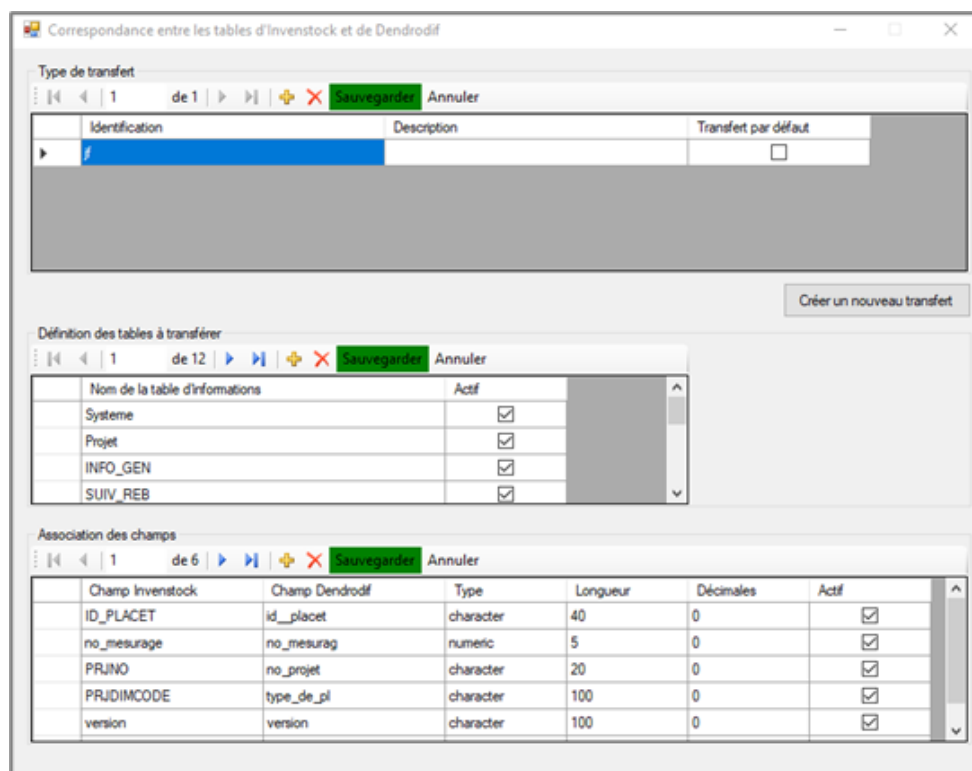 Correspondance entre les tables d'Invenstock et de Dendrodif
Type de transfert
1 de 1 Sauvegarder Annuler
Identification Description Transfert par défaut
Créer un nouveau transfert
Définition des tables à transférer
1 de 12 Sauvegarder Annuler
Nom de la table d'informations Actif
Systeme
Projet
INFO_GEN
SUIV_REB
Association des champs
1 de 6 Sauvegarder Annuler
Champ Invenstock Champ Dendrodif Type Longueur Décimales Actif
ID_PLACET id__placet character 40 0
no_mesurage no_mesurag numeric 5 0
PRJNO no_projet character 20 0
PRJDIMCODE type_de_pl character 100 0
version version character 100 0